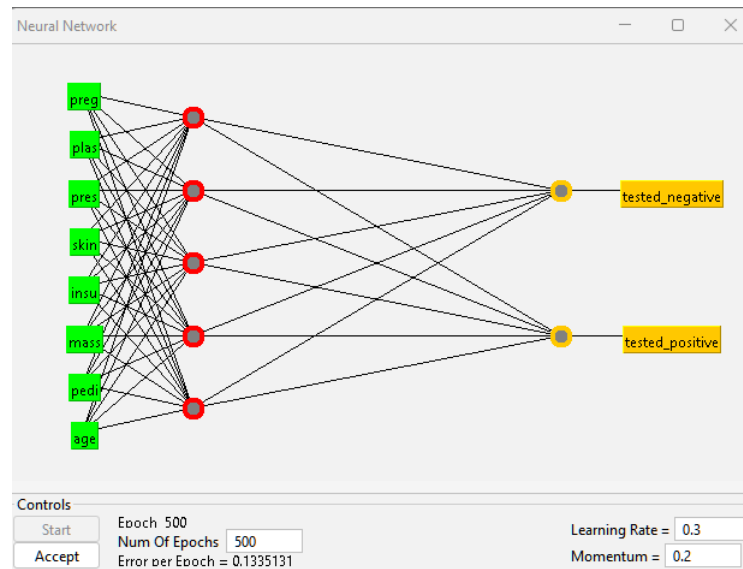 Neural Network
preg
plas
pres
skin
insu
mass
pedi
age
tested_negative
tested_positive
Controls
Start
Accept
Epoch 500
Num Of Epochs 500
Error per Epoch = 0.1335131
Learning Rate = 0.3
Momentum = 0.2